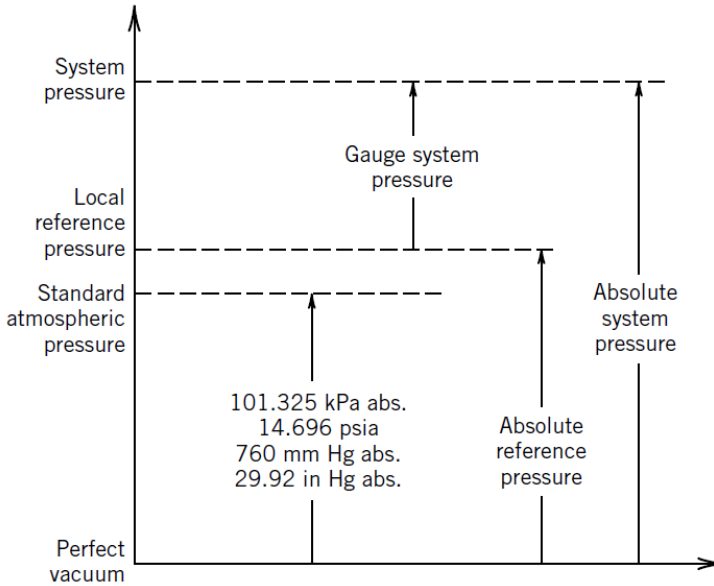 System
pressure
Gauge system
pressure
Local
reference
pressure
Standard
atmospheric
pressure
Absolute
system
pressure
101.325 kPa abs.
14.696 psia
760 mm Hg abs.
29.92 in Hg abs.
Absolute
reference
pressure
Perfect
vacuum